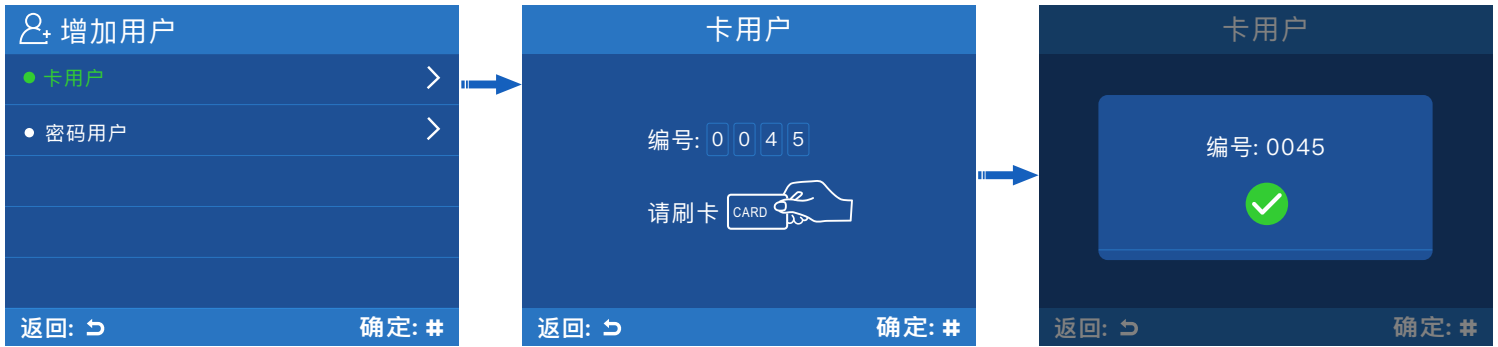 增加用户
卡用户
密码用户
返回: 确定: #
卡用户
编号: 0 0 4 5
请刷卡 CARD
返回: 确定: #
卡用户
编号: 0045
返回: 确定: #